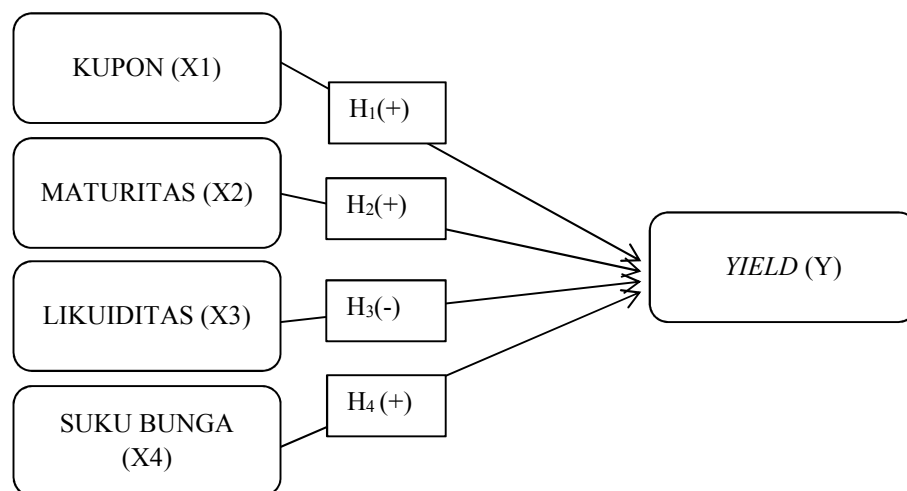 KUPON (X1)
H₁(+)
MATURITAS (X2)
H₂(+)
YIELD (Y)
LIKUIDITAS (X3)
H₃(-)
H₄ (+)
SUKU BUNGA
(X4)